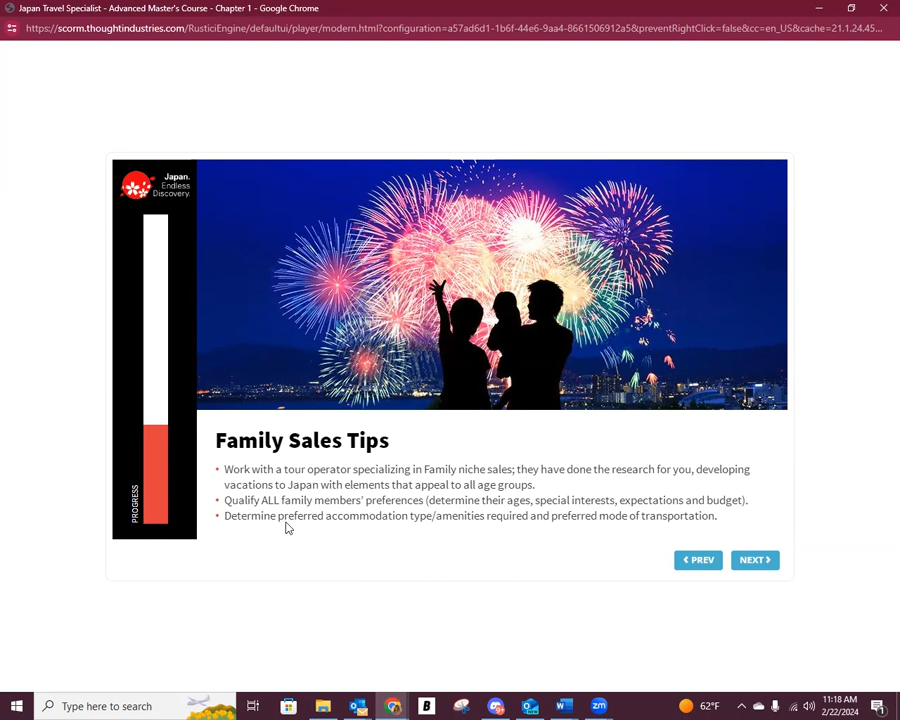 Japan Travel Specialist - Advanced Master's Course - Chapter 1 - Google Chrome
https://scorm.thoughtindustries.com/RusticiEngine/defaultui/player/modern.html?configuration=a57ad6d1-1b6f-44e6-9aa4-8661506912a5&preventRightClick=false&cc=en_US&cache=21.1.24.45...
Japan.
Endless
Discovery.
PROGRESS
Family Sales Tips
• Work with a tour operator specializing in Family niche sales; they have done the research for you, developing
vacations to Japan with elements that appeal to all age groups.
• Qualify ALL family members' preferences (determine their ages, special interests, expectations and budget).
• Determine preferred accommodation type/amenities required and preferred mode of transportation.
PREV
NEXT
Type here to search
B
W
zm
62°F
11:18 AM
2/22/2024
1